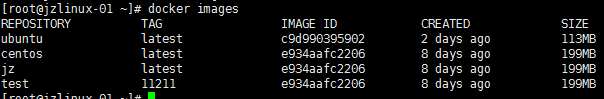 [root@jzlinux-01 ~]# docker images
REPOSITORY TAG IMAGE ID CREATED SIZE
ubuntu latest c9d990395902 2 days ago 113MB
centos latest e934aafc2206 8 days ago 199MB
jz latest e934aafc2206 8 days ago 199MB
test 11211 e934aafc2206 8 days ago 199MB
[root@jzlinux-01 ~]#